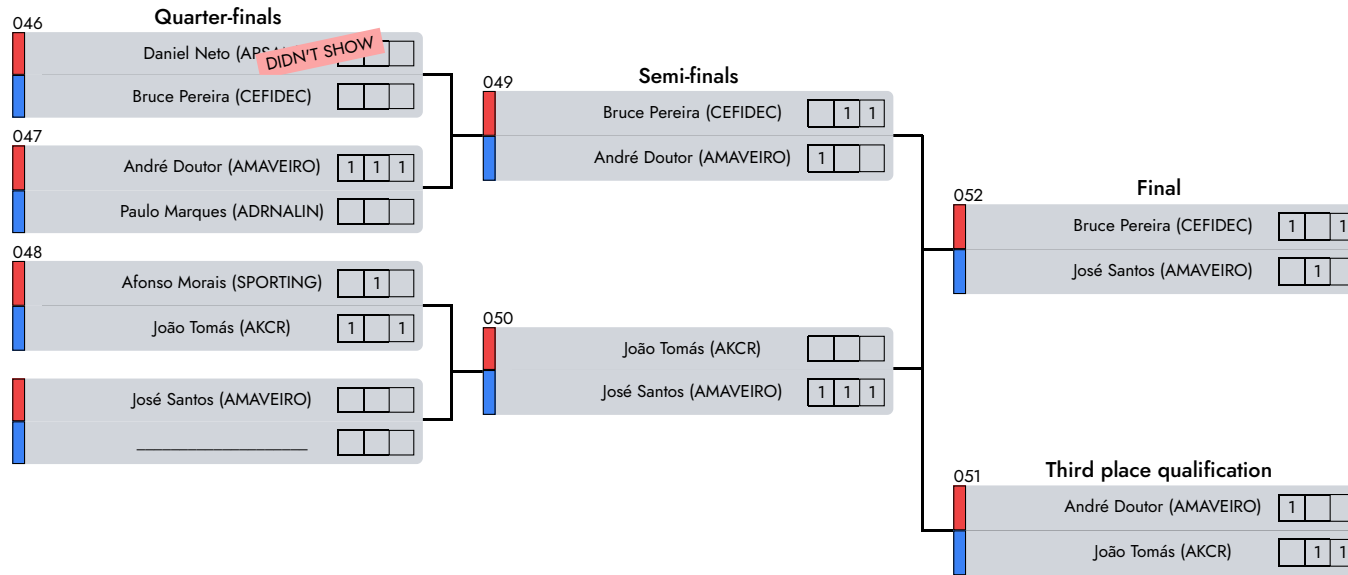 Quarter-finals
046
Daniel Neto
DIDN'T SHOW
Bruce Pereira (CEFIDEC)
047
André Doutor (AMAVEIRO) 1 1 1
Paulo Marques (ADRNALIN)
048
Afonso Morais (SPORTING) 1
João Tomás (AKCR) 1 1
José Santos (AMAVEIRO)
Semi-finals
049
Bruce Pereira (CEFIDEC) 1 1
André Doutor (AMAVEIRO) 1
050
João Tomás (AKCR)
José Santos (AMAVEIRO) 1 1 1
Final
052
Bruce Pereira (CEFIDEC) 1 1
José Santos (AMAVEIRO) 1
Third place qualification
051
André Doutor (AMAVEIRO) 1
João Tomás (AKCR) 1 1